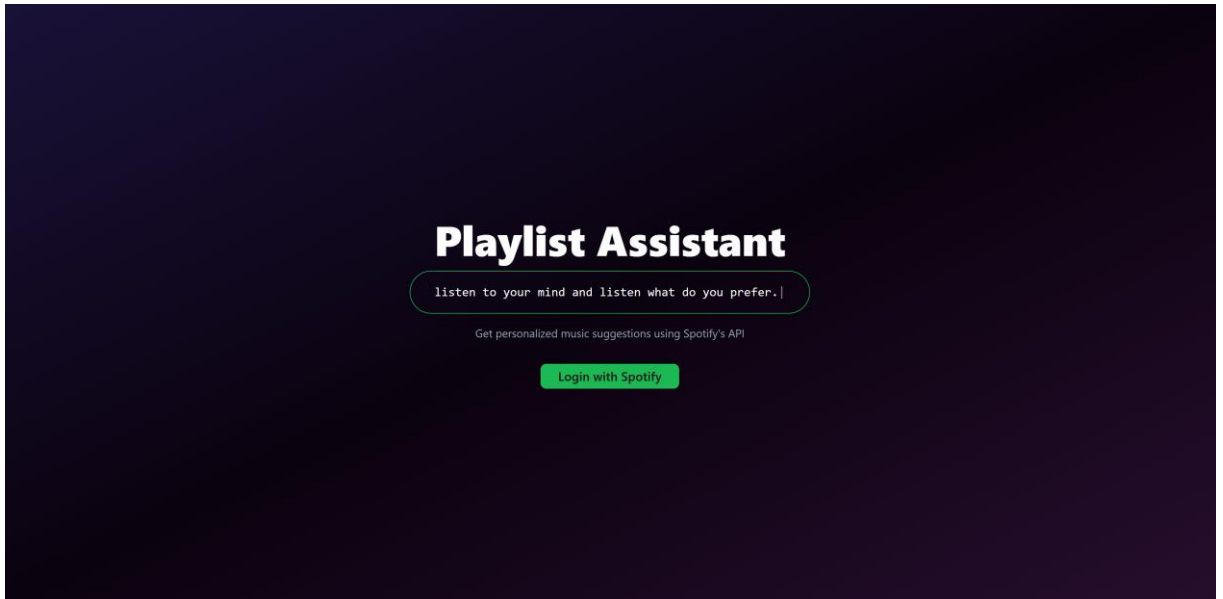 Playlist Assistant
listen to your mind and listen what do you prefer.
Get personalized music suggestions using Spotify's API
Login with Spotify